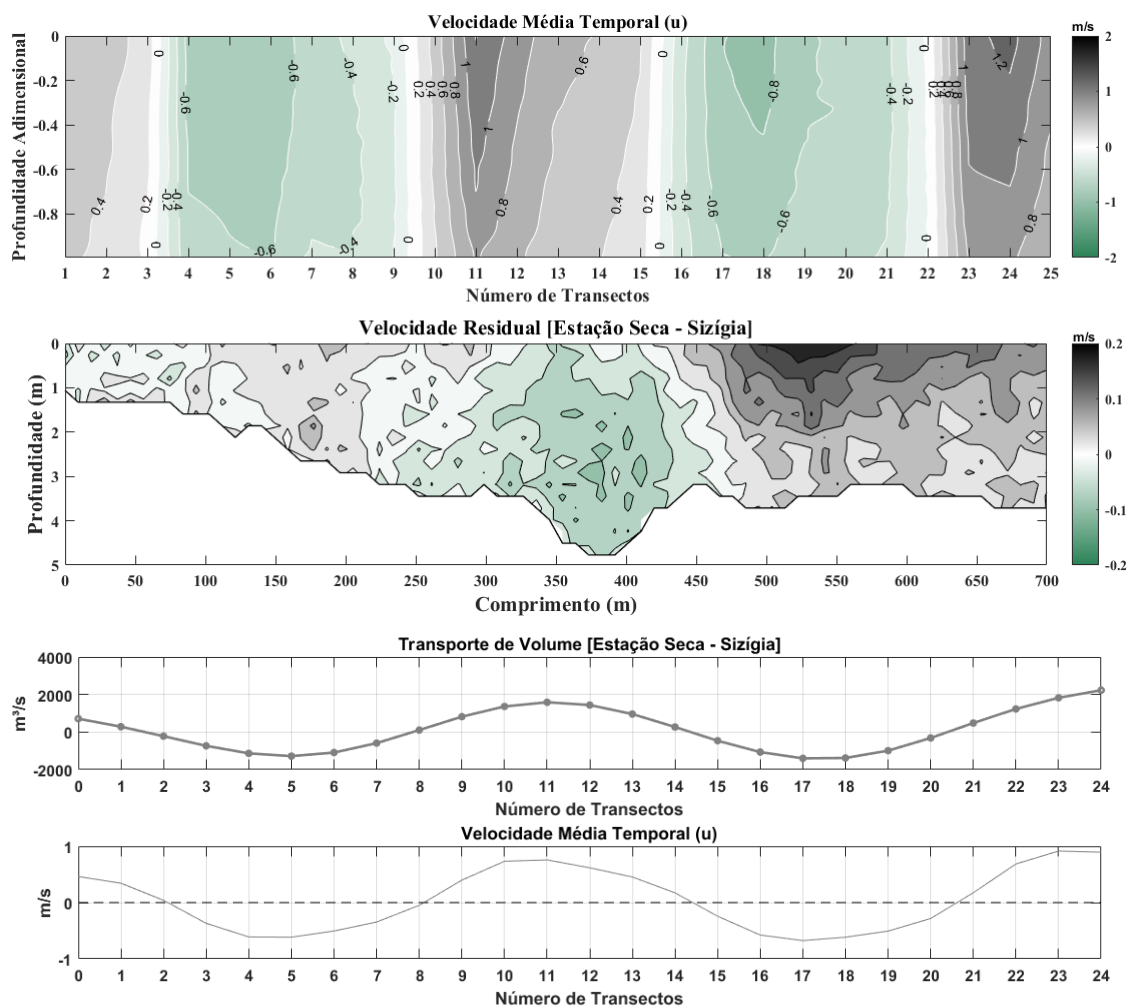 Velocidade Média Temporal (u)
Profundidade Adimensional
0
-0.2
-0.4
-0.6
-0.8
0 -0.6 -0.4 0 1 0.6 0 -0.8 0 1 1.2
-0.6 -0.2 0.2 0.4 0.6 0.8 -0.4 -0.2 0.2 0.4 0.6 0.8
1 1
0.4 0.2 -0.2 -0.4 0.8 0.4 0.2 -0.2 -0.4 -0.6 -0.8 0.8
0 -0.6 -0.4 0 0 0
1 2 3 4 5 6 7 8 9 10 11 12 13 14 15 16 17 18 19 20 21 22 23 24 25
Número de Transectos
m/s
2
1
0
-1
-2
Velocidade Residual [Estação Seca - Sizígia]
Profundidade (m)
0
1
2
3
4
5
0 50 100 150 200 250 300 350 400 450 500 550 600 650 700
Comprimento (m)
m/s
0.2
0.1
0
-0.1
-0.2
Transporte de Volume [Estação Seca - Sizígia]
m³/s
4000
2000
0
-2000
0 1 2 3 4 5 6 7 8 9 10 11 12 13 14 15 16 17 18 19 20 21 22 23 24
Número de Transectos
Velocidade Média Temporal (u)
m/s
1
0
-1
0 1 2 3 4 5 6 7 8 9 10 11 12 13 14 15 16 17 18 19 20 21 22 23 24
Número de Transectos